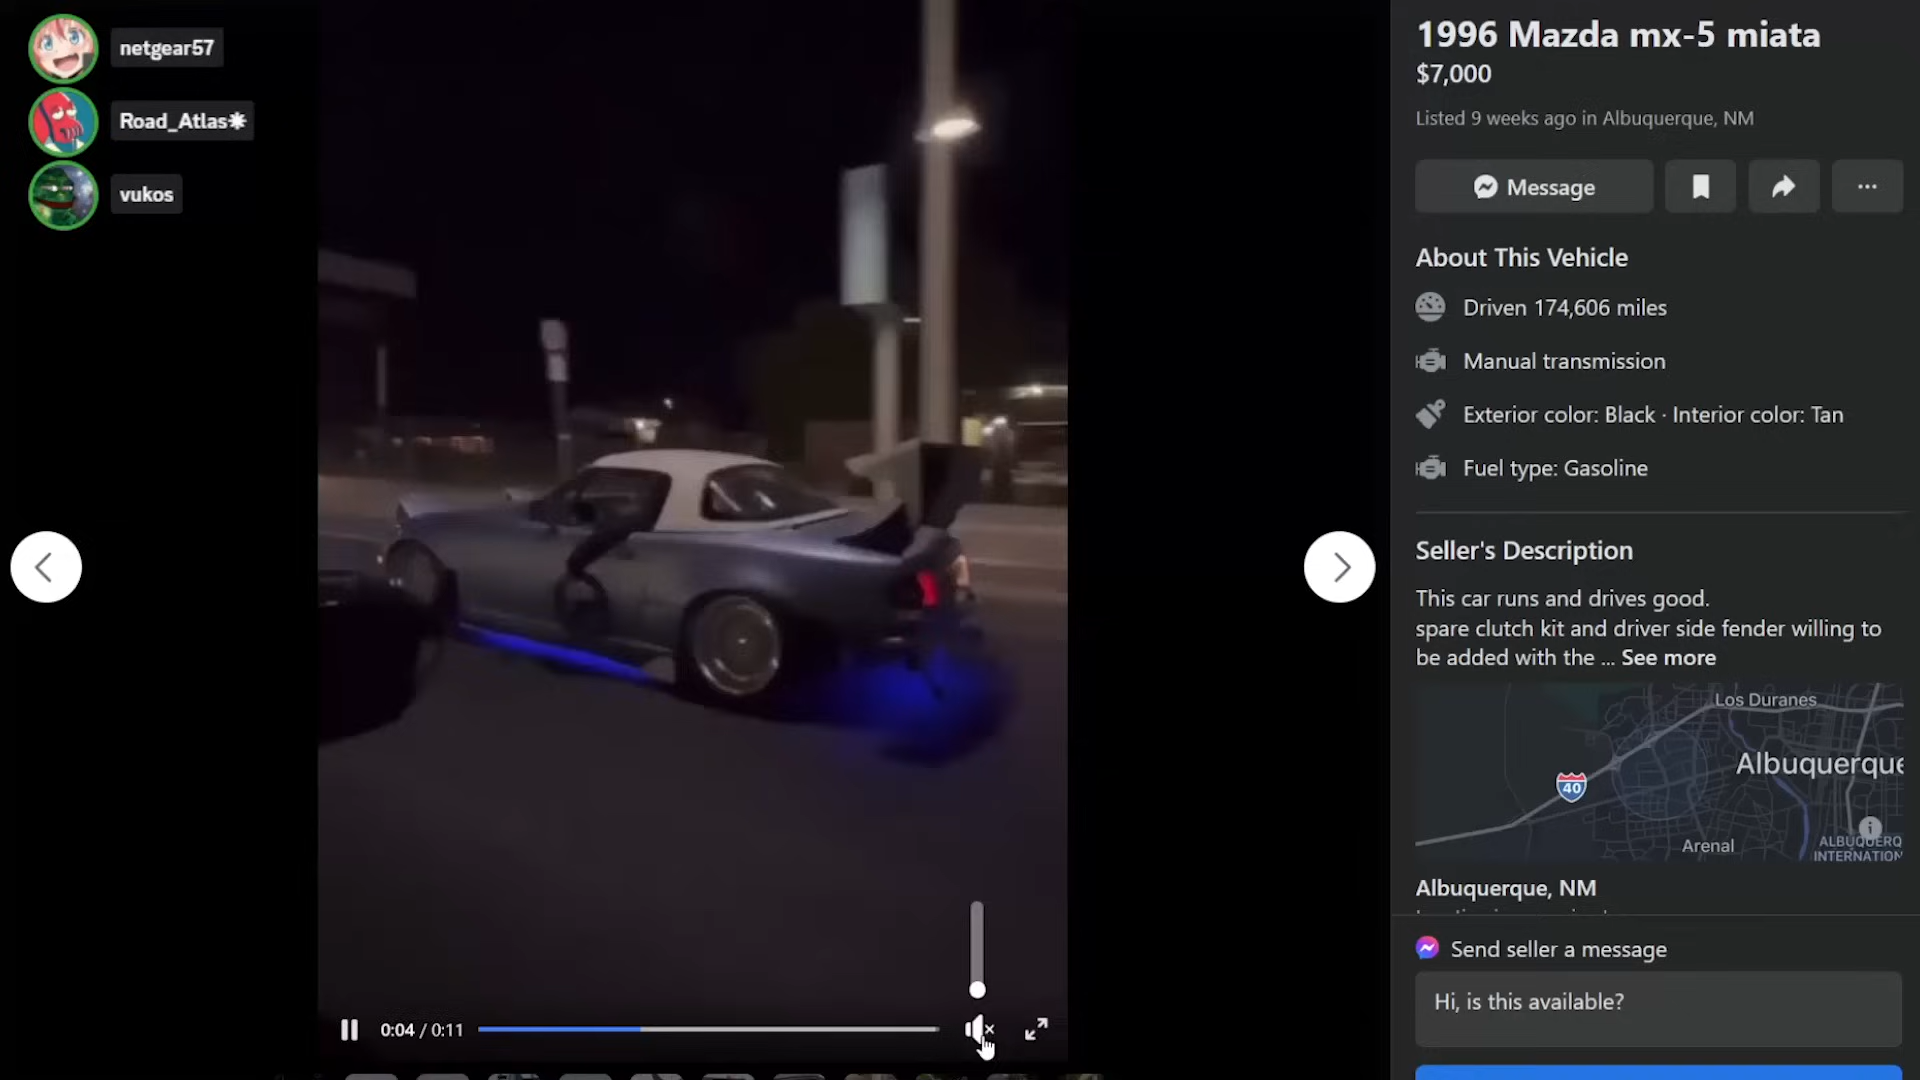 netgear57
Road_Atlas✷
vukos
1996 Mazda mx-5 miata
$7,000
Listed 9 weeks ago in Albuquerque, NM
Message
About This Vehicle
Driven 174,606 miles
Manual transmission
Exterior color: Black · Interior color: Tan
Fuel type: Gasoline
Seller's Description
This car runs and drives good.
spare clutch kit and driver side fender willing to
be added with the ... See more
Los Duranes
Albuquerque
40
Arenal
ALBUQUERQ
INTERNATION
Albuquerque, NM
Send seller a message
Hi, is this available?
0:04 / 0:11